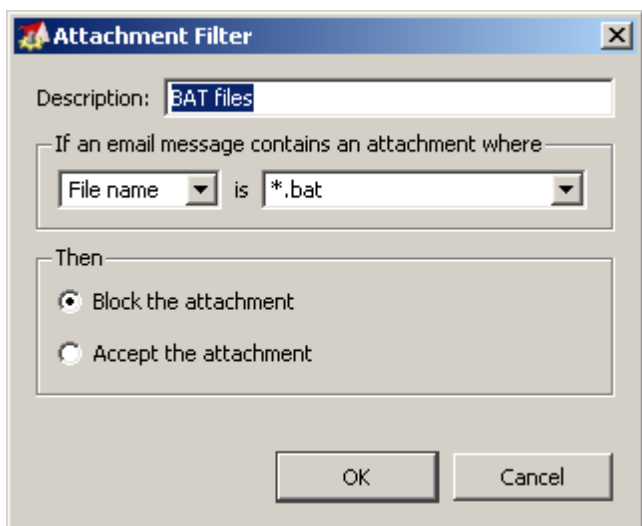 Attachment Filter
Description: BAT files
If an email message contains an attachment where
File name is *.bat
Then
Block the attachment
Accept the attachment
OK Cancel